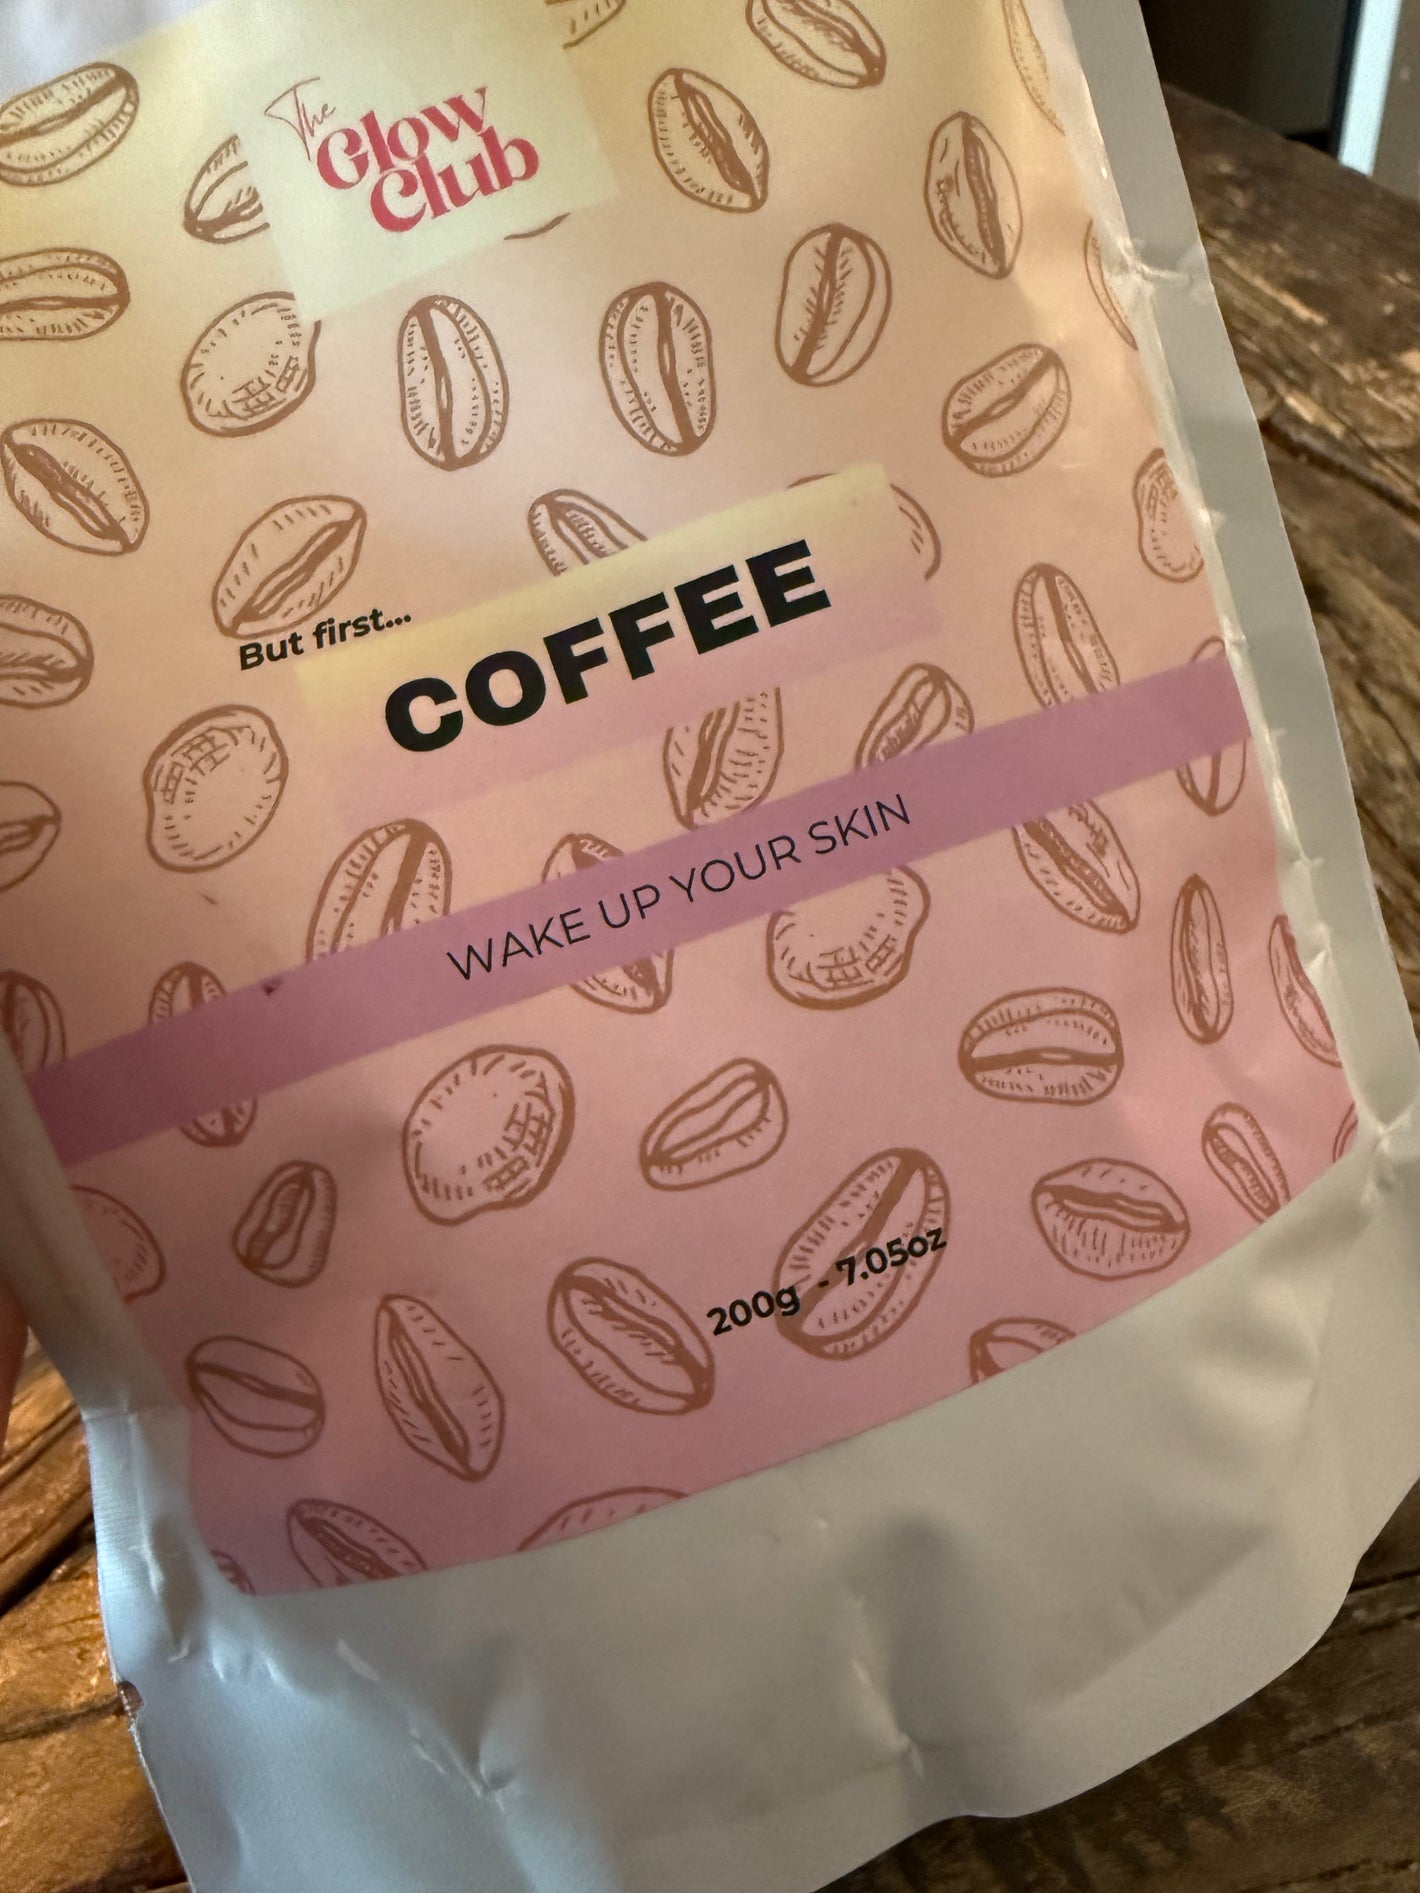 The
Glow
Club
But first...
COFFEE
WAKE UP YOUR SKIN
200g - 7.05oz